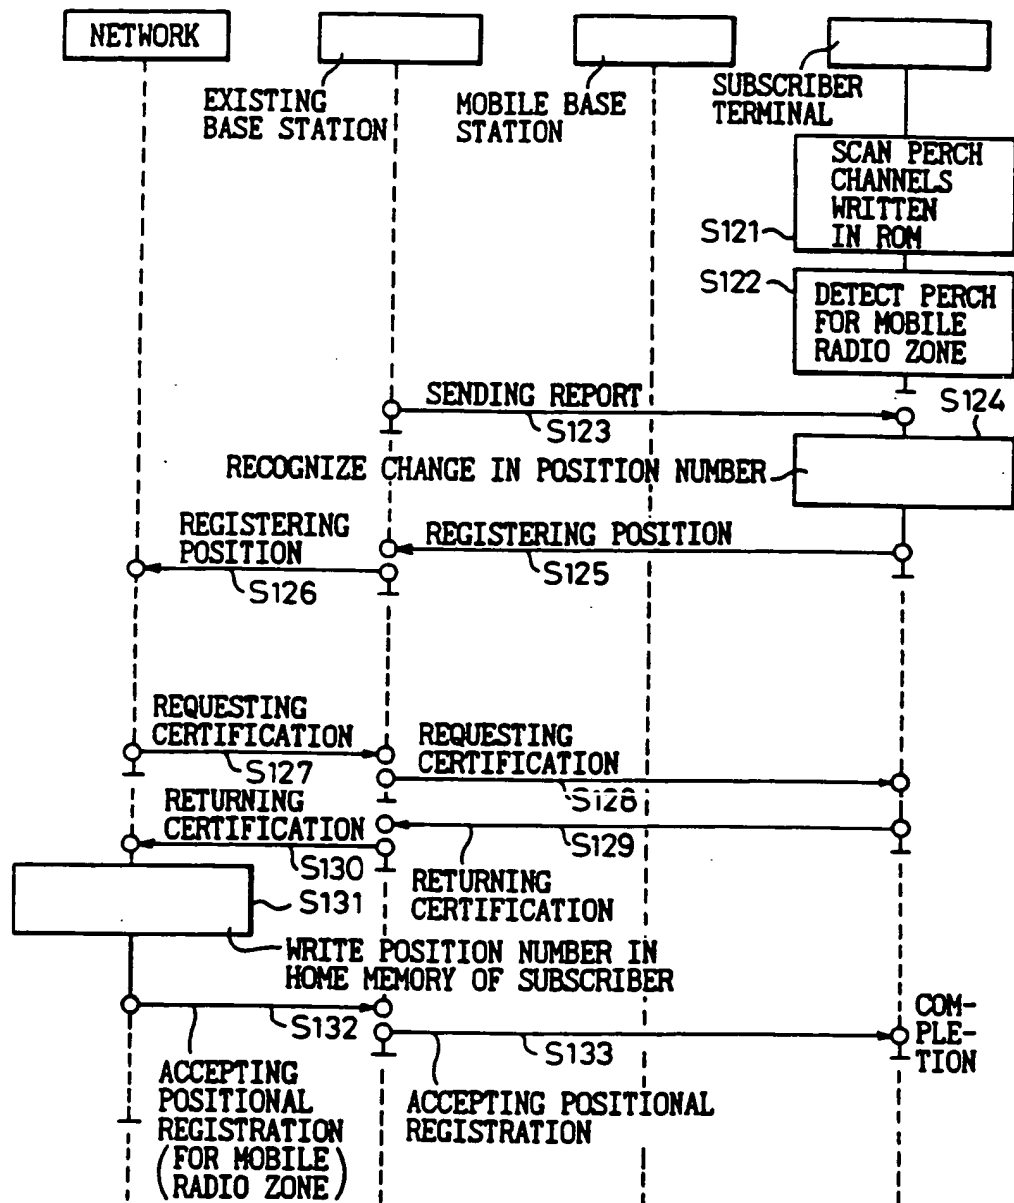 NETWORK
EXISTING
BASE STATION
MOBILE BASE
STATION
SUBSCRIBER
TERMINAL
SCAN PERCH
CHANNELS
WRITTEN
IN ROM
S121
S122
DETECT PERCH
FOR MOBILE
RADIO ZONE
SENDING REPORT
S123
S124
RECOGNIZE CHANGE IN POSITION NUMBER
REGISTERING
POSITION
REGISTERING POSITION
S125
S126
REQUESTING
CERTIFICATION
S127
REQUESTING
CERTIFICATION
S128
RETURNING
CERTIFICATION
S129
S130
RETURNING
CERTIFICATION
S131
WRITE POSITION NUMBER IN
HOME MEMORY OF SUBSCRIBER
S132
S133
COM-
PLE-
TION
ACCEPTING
POSITIONAL
REGISTRATION
(FOR MOBILE
RADIO ZONE)
ACCEPTING POSITIONAL
REGISTRATION